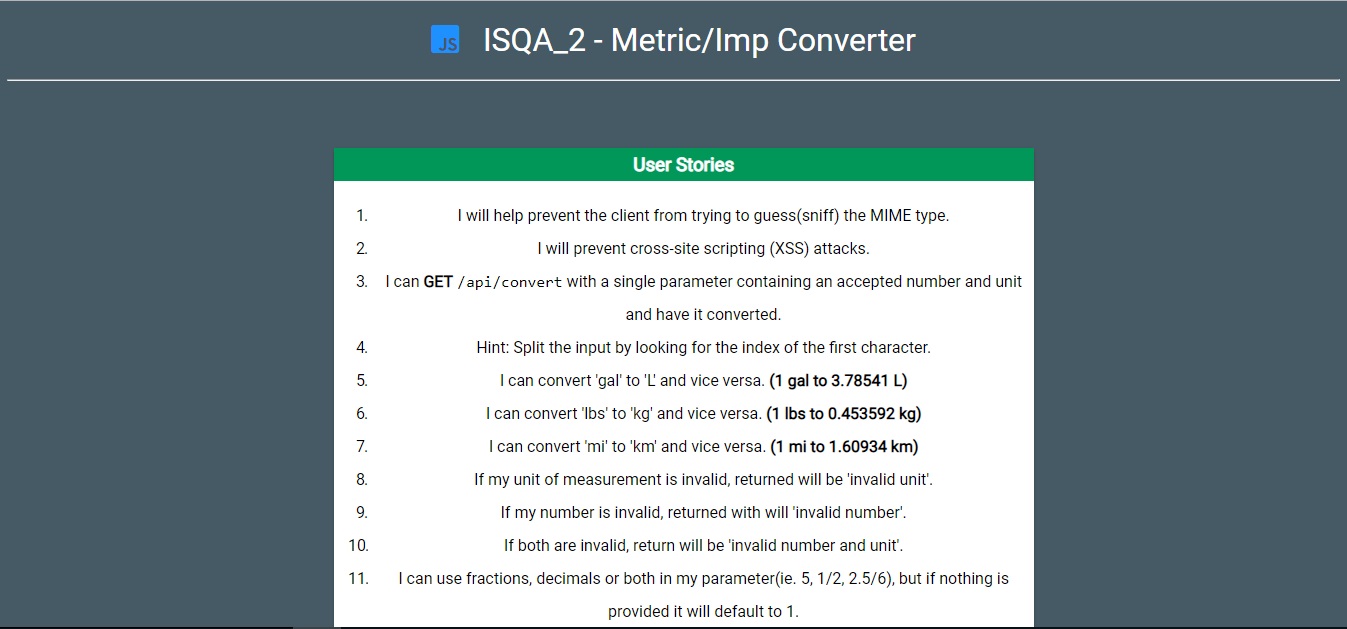 JS ISQA_2 - Metric/Imp Converter
User Stories
1. I will help prevent the client from trying to guess(sniff) the MIME type.
2. I will prevent cross-site scripting (XSS) attacks.
3. I can GET /api/convert with a single parameter containing an accepted number and unit
and have it converted.
4. Hint: Split the input by looking for the index of the first character.
5. I can convert 'gal' to 'L' and vice versa. (1 gal to 3.78541 L)
6. I can convert 'lbs' to 'kg' and vice versa. (1 lbs to 0.453592 kg)
7. I can convert 'mi' to 'km' and vice versa. (1 mi to 1.60934 km)
8. If my unit of measurement is invalid, returned will be 'invalid unit'.
9. If my number is invalid, returned with will 'invalid number'.
10. If both are invalid, return will be 'invalid number and unit'.
11. I can use fractions, decimals or both in my parameter(ie. 5, 1/2, 2.5/6), but if nothing is
provided it will default to 1.